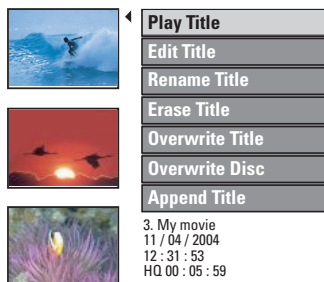 Play Title
Edit Title
Rename Title
Erase Title
Overwrite Title
Overwrite Disc
Append Title
3. My movie
11 / 04 / 2004
12 : 31 : 53
HQ 00 : 05 : 59